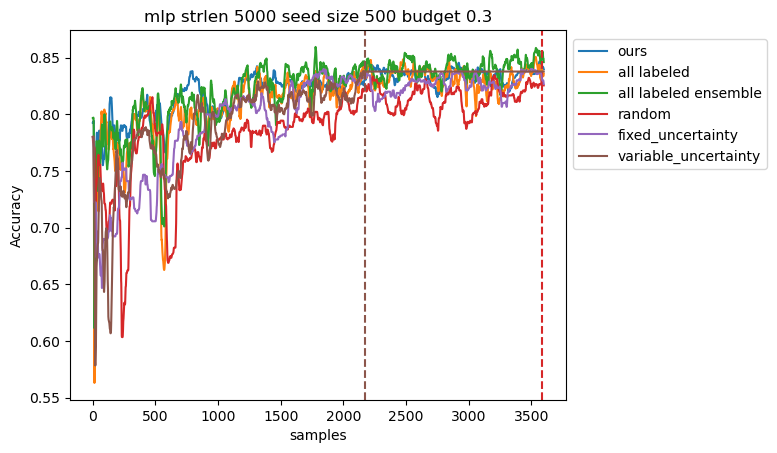 mlp strlen 5000 seed size 500 budget 0.3
0.85
0.80
0.75
0.70
0.65
0.60
0.55
Accuracy
0 500 1000 1500 2000 2500 3000 3500
samples
ours
all labeled
all labeled ensemble
random
fixed_uncertainty
variable_uncertainty